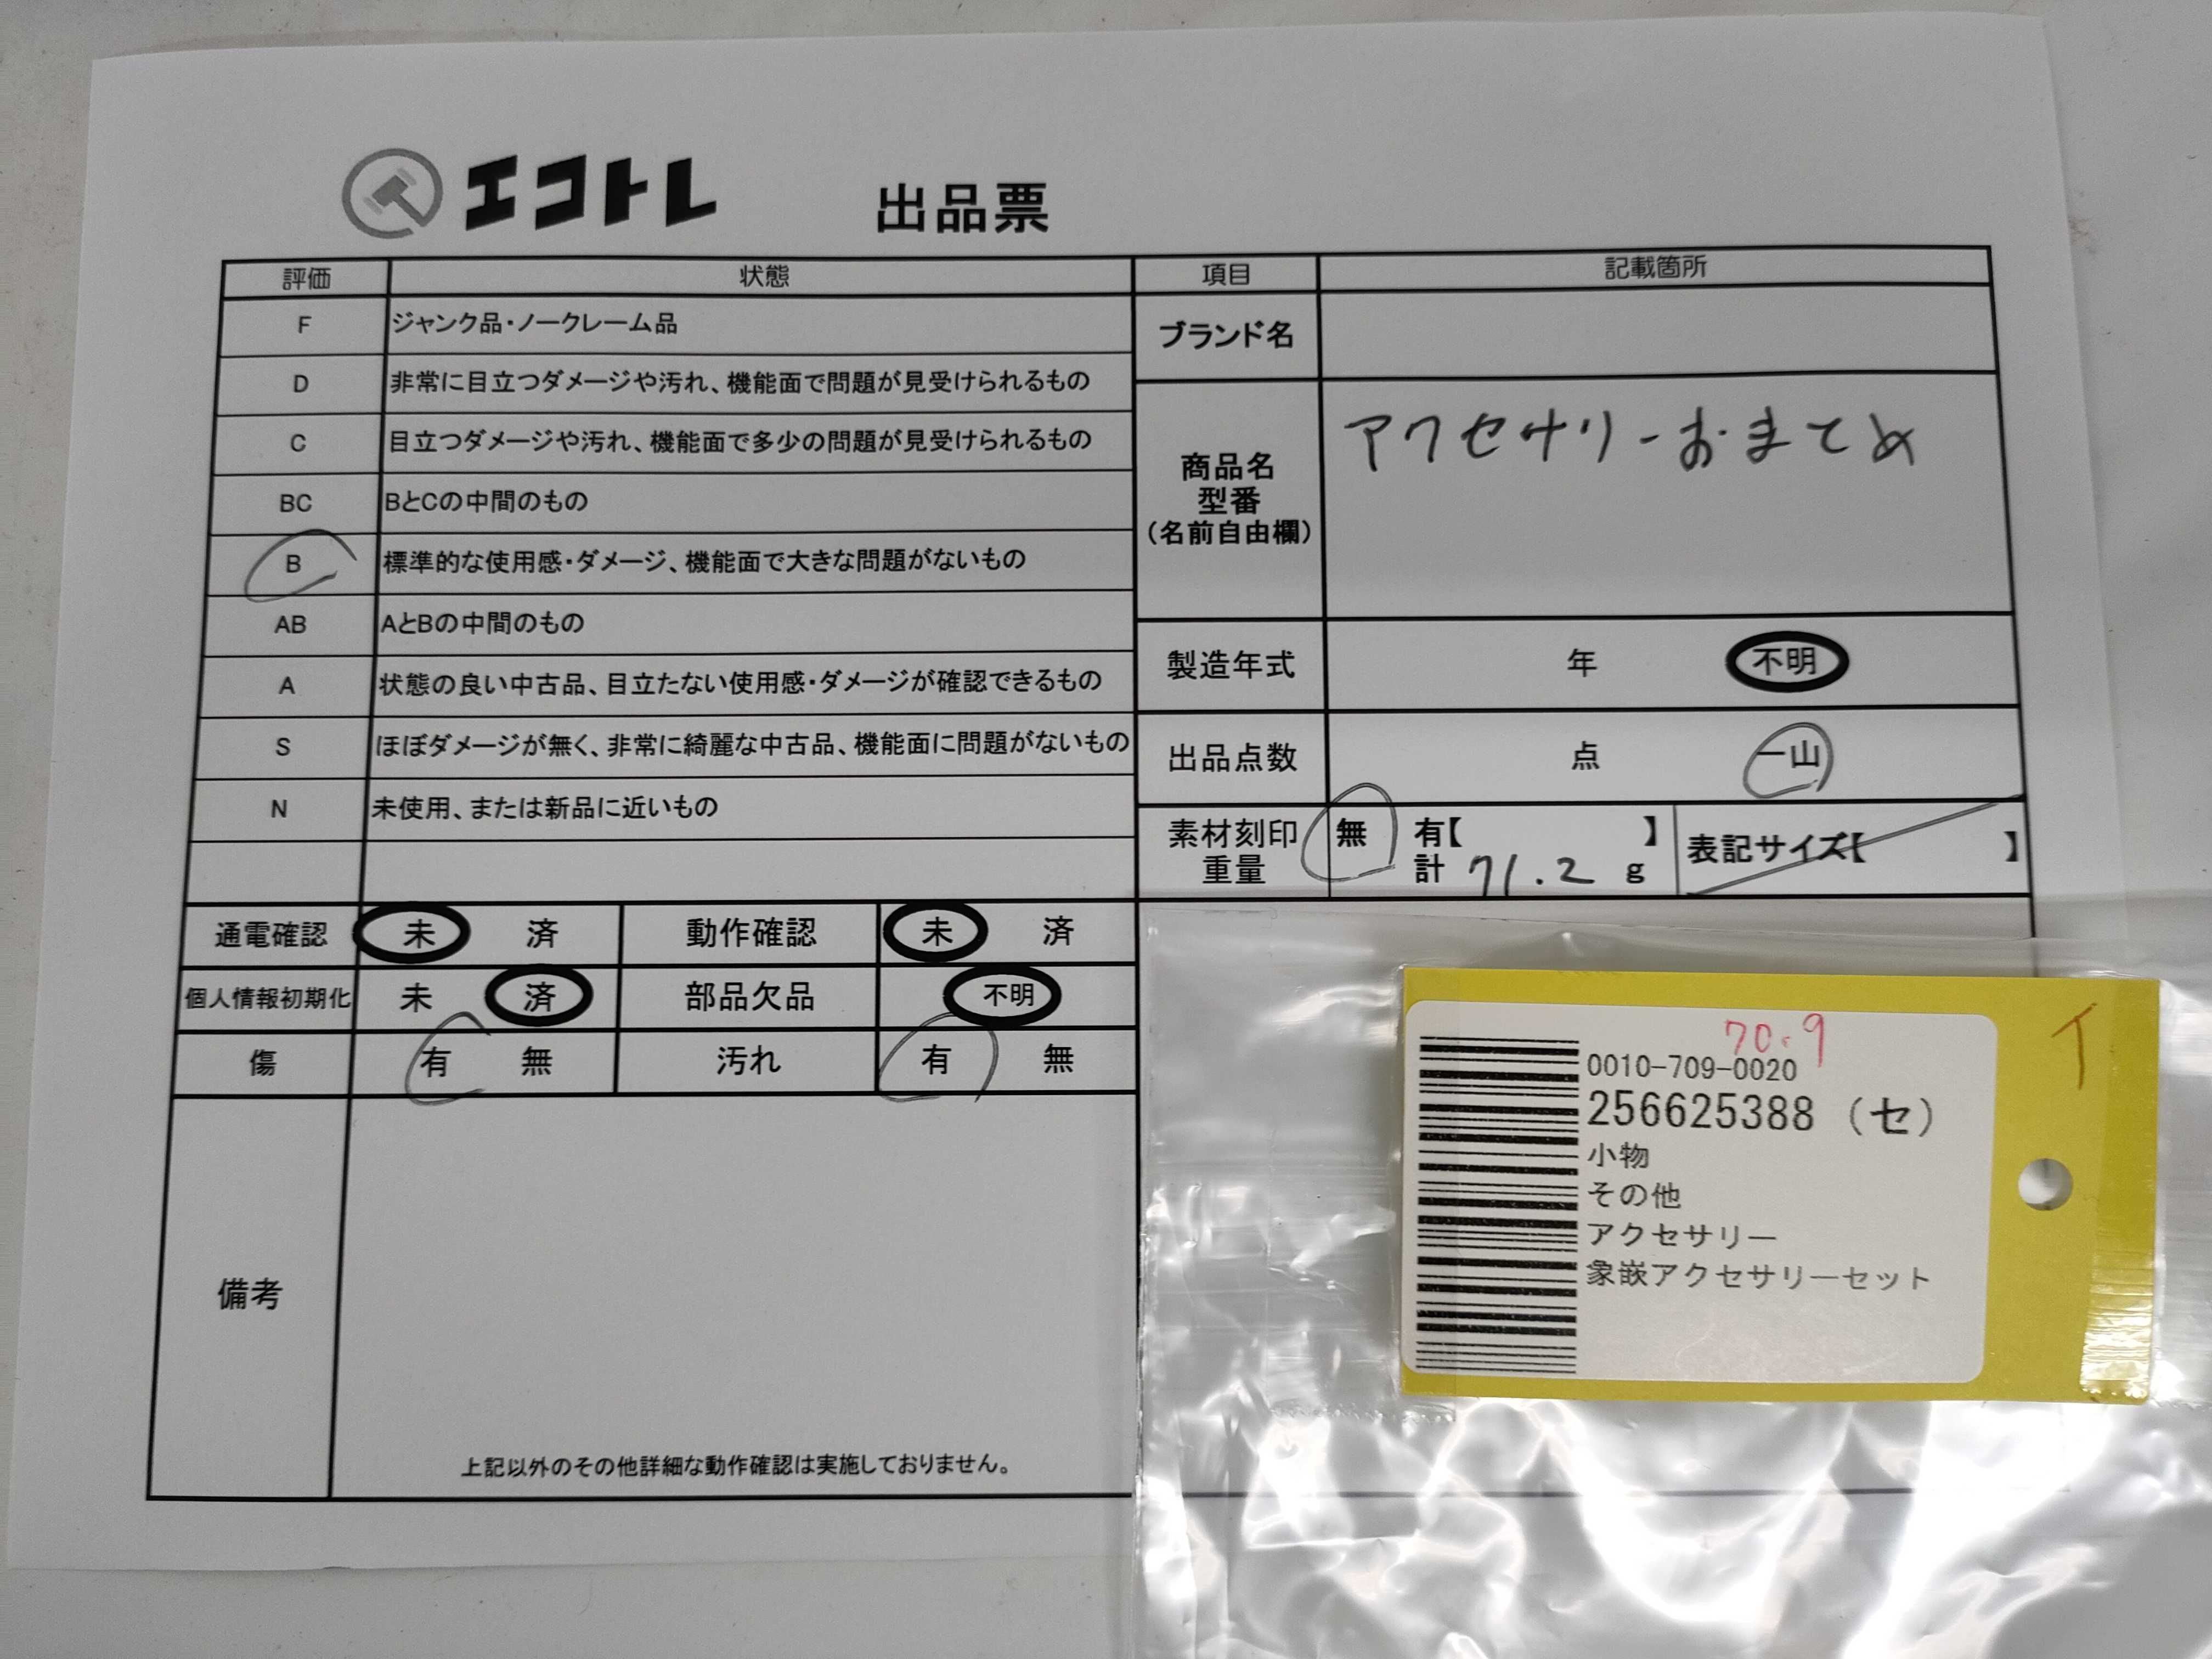 エコトレ 出品票
評価 状態 項目 記載箇所
F ジャンク品・ノークレーム品
D 非常に目立つダメージや汚れ、機能面で問題が見受けられるもの
C 目立つダメージや汚れ、機能面で多少の問題が見受けられるもの
BC BとCの中間のもの
B 標準的な使用感・ダメージ、機能面で大きな問題がないもの
AB AとBの中間のもの
A 状態の良い中古品、目立たない使用感・ダメージが確認できるもの
S ほぼダメージが無く、非常に綺麗な中古品、機能面に問題がないもの
N 未使用、または新品に近いもの
ブランド名
商品名
型番
(名前自由欄)
アクセサリーおまとめ
製造年式 年 不明
出品点数 点 一山
素材刻印 無 有【 】
重量 計 71.2 g
表記サイズ【 】
通電確認 未 済 動作確認 未 済
個人情報初期化 未 済 部品欠品 不明
傷 有 無 汚れ 有 無
備考
上記以外のその他詳細な動作確認は実施しておりません。
70.9
イ
0010-709-0020
256625388 (セ)
小物
その他
アクセサリー
象嵌アクセサリーセット